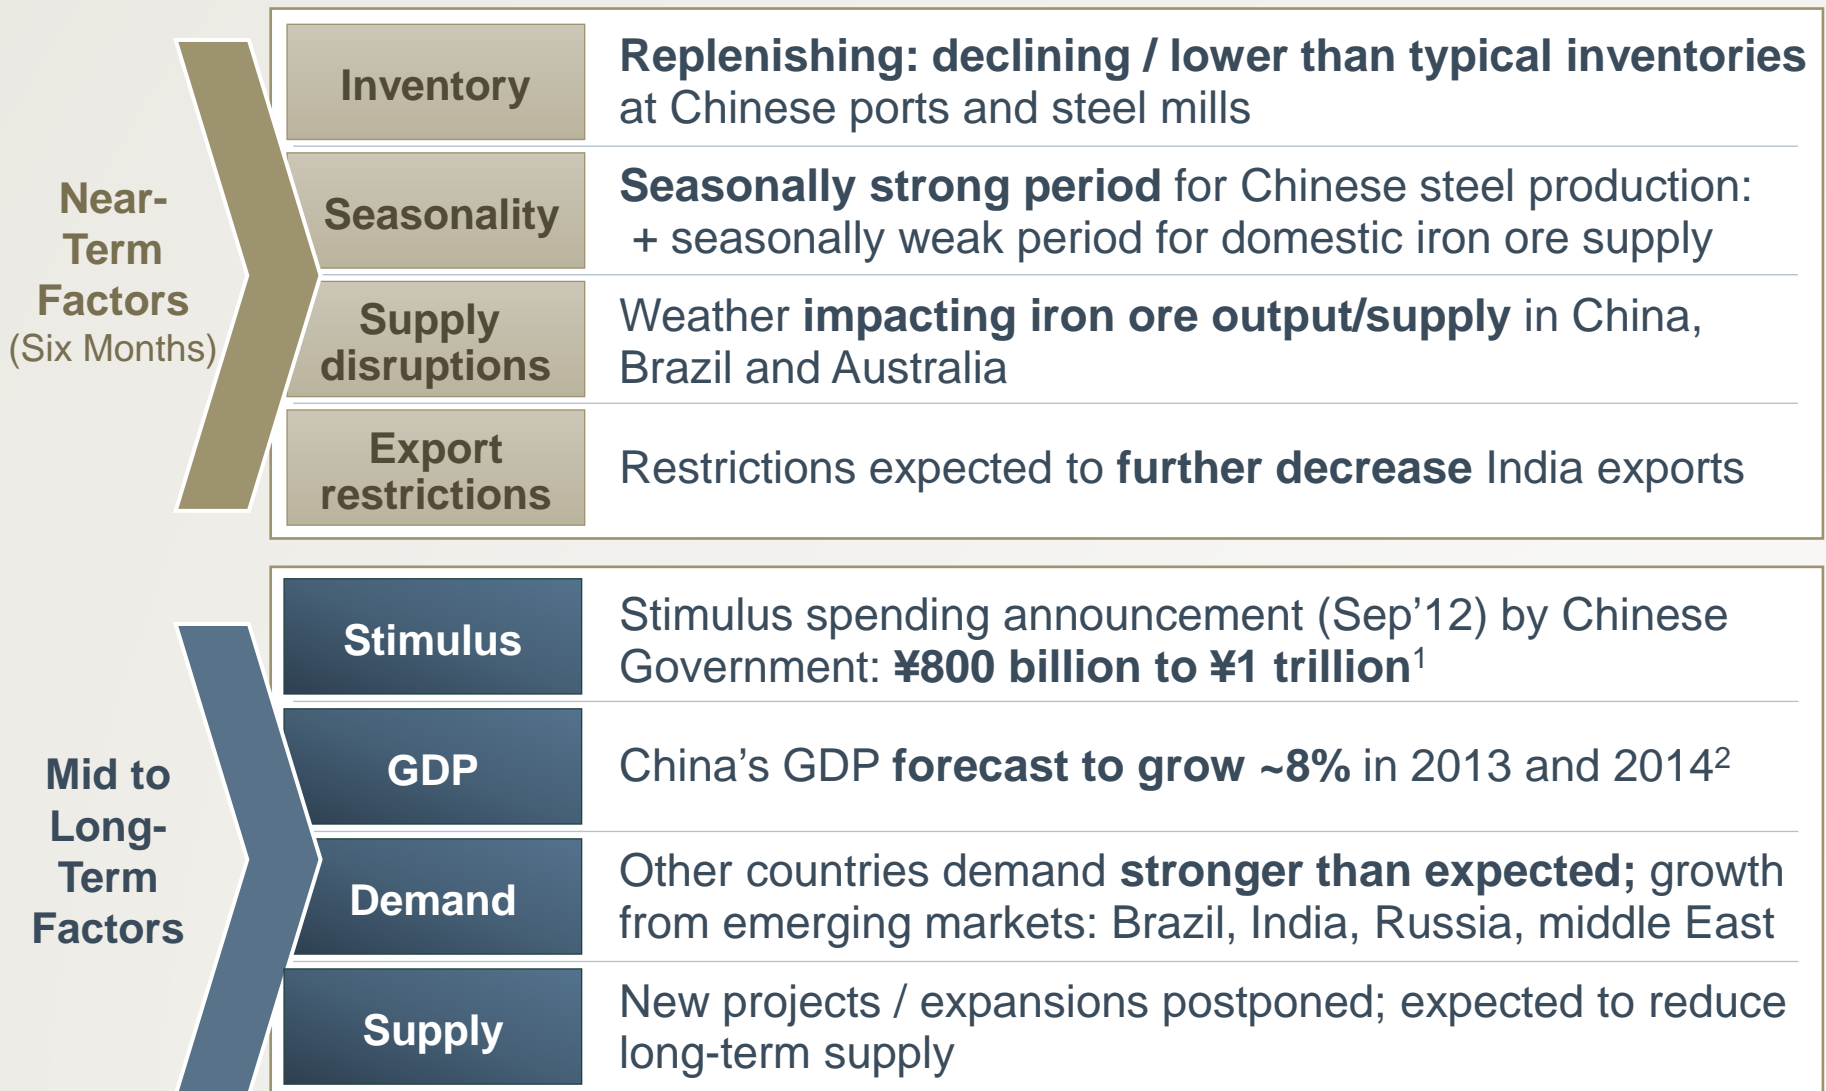 Near-
Term
Factors
(Six Months)
Inventory
Replenishing: declining / lower than typical inventories
at Chinese ports and steel mills
Seasonality
Seasonally strong period for Chinese steel production:
+ seasonally weak period for domestic iron ore supply
Supply
disruptions
Weather impacting iron ore output/supply in China,
Brazil and Australia
Export
restrictions
Restrictions expected to further decrease India exports
Mid to
Long-
Term
Factors
Stimulus
Stimulus spending announcement (Sep’12) by Chinese
Government: ¥800 billion to ¥1 trillion¹
GDP
China’s GDP forecast to grow ~8% in 2013 and 2014²
Demand
Other countries demand stronger than expected; growth
from emerging markets: Brazil, India, Russia, middle East
Supply
New projects / expansions postponed; expected to reduce
long-term supply